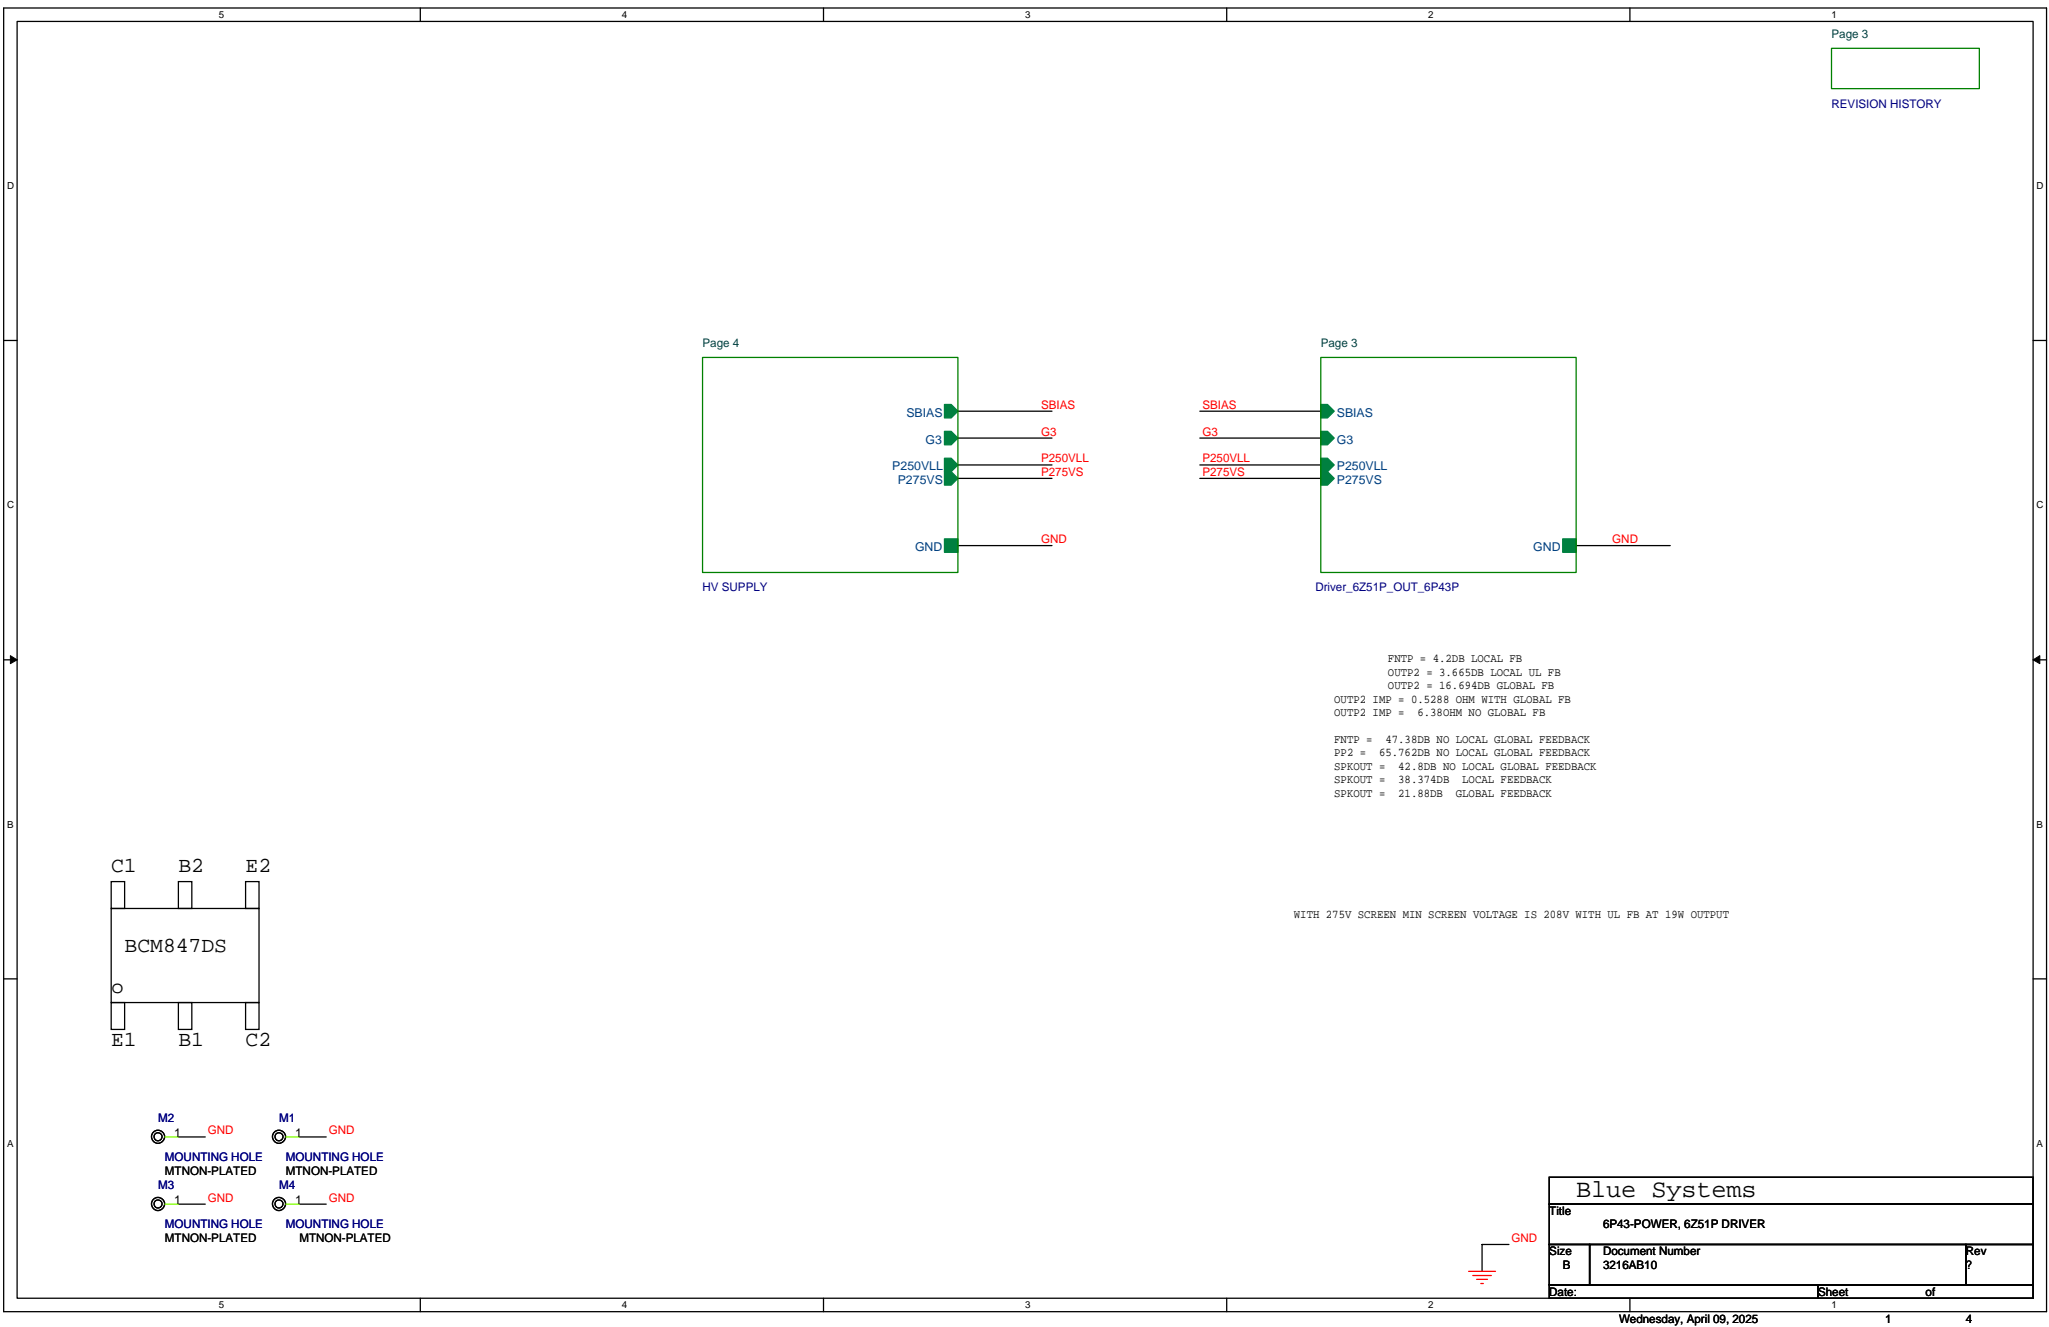 5 4 3 2 1
Page 3
REVISION HISTORY
D D
Page 4
SBIAS SBIAS
G3 G3
P250VLL P250VLL
P275VS P275VS
GND GND
HV SUPPLY
Page 3
SBIAS SBIAS
G3 G3
P250VLL P250VLL
P275VS P275VS
GND GND
Driver_6Z51P_OUT_6P43P
C C
FNTP = 4.2DB LOCAL FB
OUTP2 = 3.665DB LOCAL UL FB
OUTP2 = 16.694DB GLOBAL FB
OUTP2 IMP = 0.5288 OHM WITH GLOBAL FB
OUTP2 IMP = 6.38OHM NO GLOBAL FB
FNTP = 47.38DB NO LOCAL GLOBAL FEEDBACK
PP2 = 65.762DB NO LOCAL GLOBAL FEEDBACK
SPKOUT = 42.8DB NO LOCAL GLOBAL FEEDBACK
SPKOUT = 38.374DB LOCAL FEEDBACK
SPKOUT = 21.88DB GLOBAL FEEDBACK
B B
WITH 275V SCREEN MIN SCREEN VOLTAGE IS 208V WITH UL FB AT 19W OUTPUT
C1 B2 E2
BCM847DS
E1 B1 C2
A A
M2 M1
1 GND 1 GND
MOUNTING HOLE MOUNTING HOLE
MTNON-PLATED MTNON-PLATED
M3 M4
1 GND 1 GND
MOUNTING HOLE MOUNTING HOLE
MTNON-PLATED MTNON-PLATED
GND
Blue Systems
Title
6P43-POWER, 6Z51P DRIVER
Size Document Number Rev
B 3216AB10 ?
Date: Sheet of
Wednesday, April 09, 2025 1 4
5 4 3 2 1